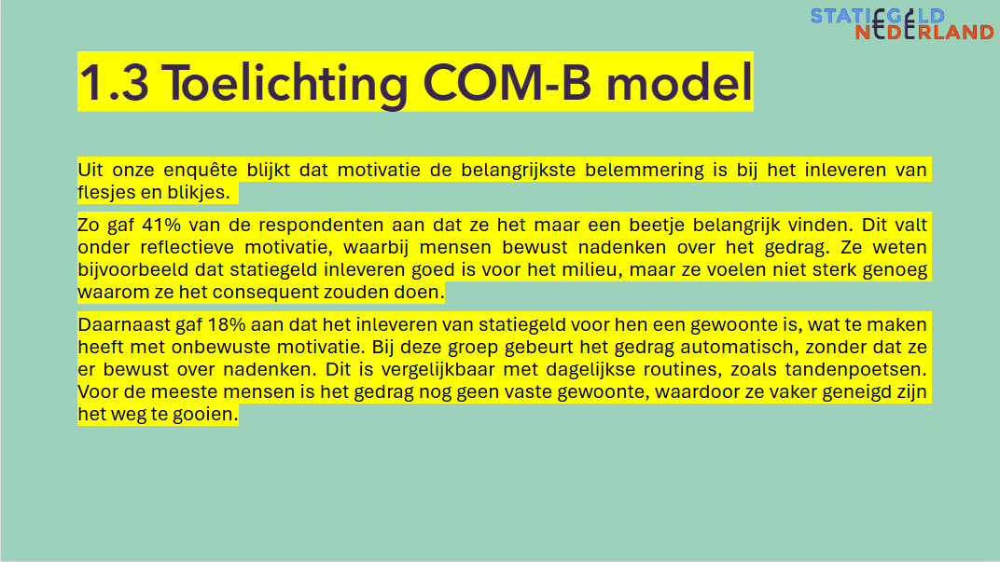 STATIEGELD
NEDERLAND
1.3 Toelichting COM-B model
Uit onze enquête blijkt dat motivatie de belangrijkste belemmering is bij het inleveren van
flesjes en blikjes.
Zo gaf 41% van de respondenten aan dat ze het maar een beetje belangrijk vinden. Dit valt
onder reflectieve motivatie, waarbij mensen bewust nadenken over het gedrag. Ze weten
bijvoorbeeld dat statiegeld inleveren goed is voor het milieu, maar ze voelen niet sterk genoeg
waarom ze het consequent zouden doen.
Daarnaast gaf 18% aan dat het inleveren van statiegeld voor hen een gewoonte is, wat te maken
heeft met onbewuste motivatie. Bij deze groep gebeurt het gedrag automatisch, zonder dat ze
er bewust over nadenken. Dit is vergelijkbaar met dagelijkse routines, zoals tandenpoetsen.
Voor de meeste mensen is het gedrag nog geen vaste gewoonte, waardoor ze vaker geneigd zijn
het weg te gooien.